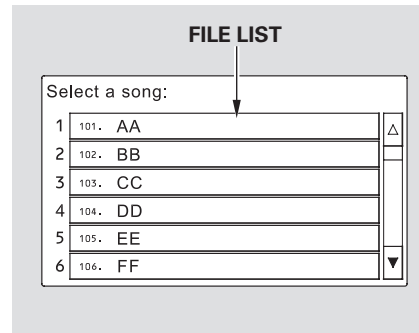 FILE LIST
Select a song:
1 101. AA
2 102. BB
3 103. CC
4 104. DD
5 105. EE
6 106. FF